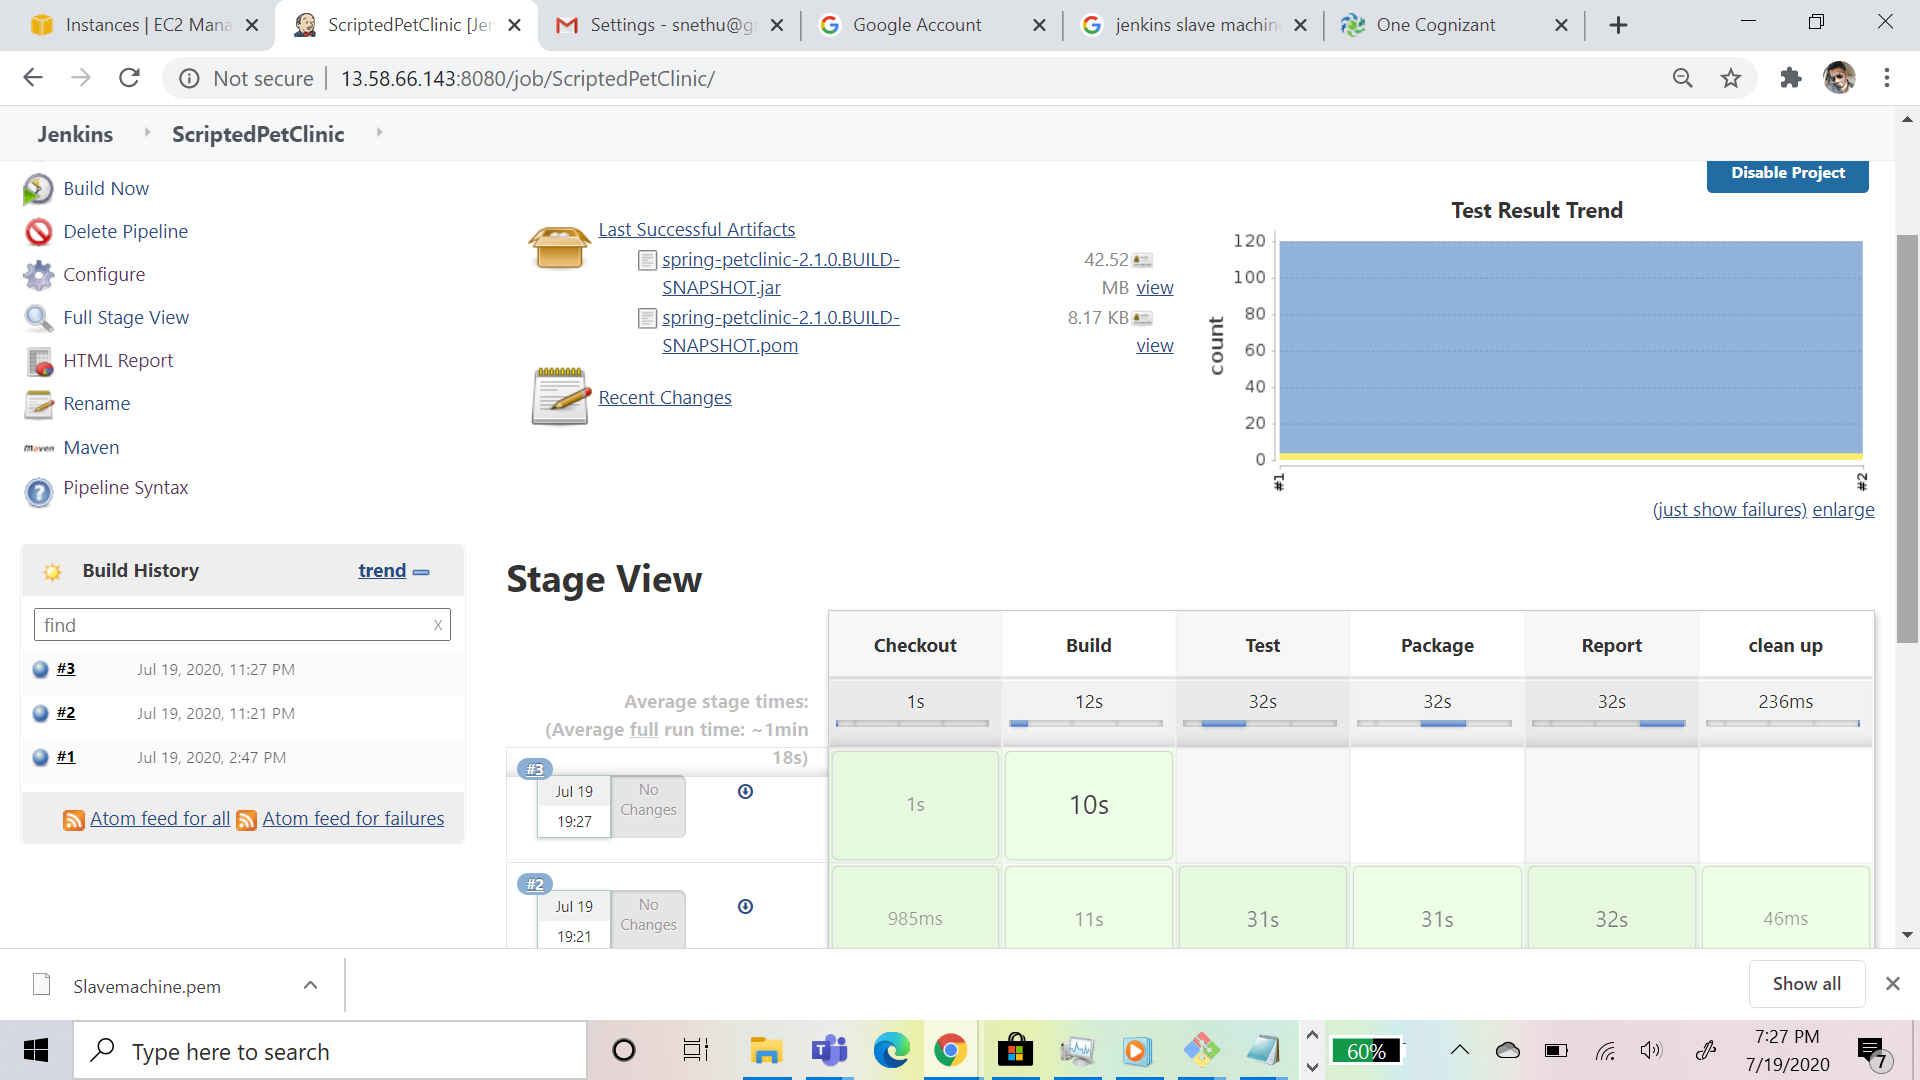 Instances | EC2 Mana
ScriptedPetClinic [Jer
Settings - snethu@g
Google Account
jenkins slave machin
One Cognizant
Not secure
13.58.66.143:8080/job/ScriptedPetClinic/
Jenkins
ScriptedPetClinic
Build Now
Delete Pipeline
Configure
Full Stage View
HTML Report
Rename
maven Maven
Pipeline Syntax
Build History
trend
find
x
#3 Jul 19, 2020, 11:27 PM
#2 Jul 19, 2020, 11:21 PM
#1 Jul 19, 2020, 2:47 PM
Atom feed for all
Atom feed for failures
Last Successful Artifacts
spring-petclinic-2.1.0.BUILD-
SNAPSHOT.jar
42.52
MB view
spring-petclinic-2.1.0.BUILD-
SNAPSHOT.pom
8.17 KB
view
Recent Changes
Disable Project
Test Result Trend
120
100
80
60
40
20
0
count
#1
#2
(just show failures) enlarge
Stage View
Checkout Build Test Package Report clean up
Average stage times:
(Average full run time: ~1min
18s)
1s 12s 32s 32s 32s 236ms
#3
Jul 19
19:27
No
Changes
1s 10s
#2
Jul 19
19:21
No
Changes
985ms 11s 31s 31s 32s 46ms
Slavemachine.pem
Show all
Type here to search
60%
7:27 PM
7/19/2020
7